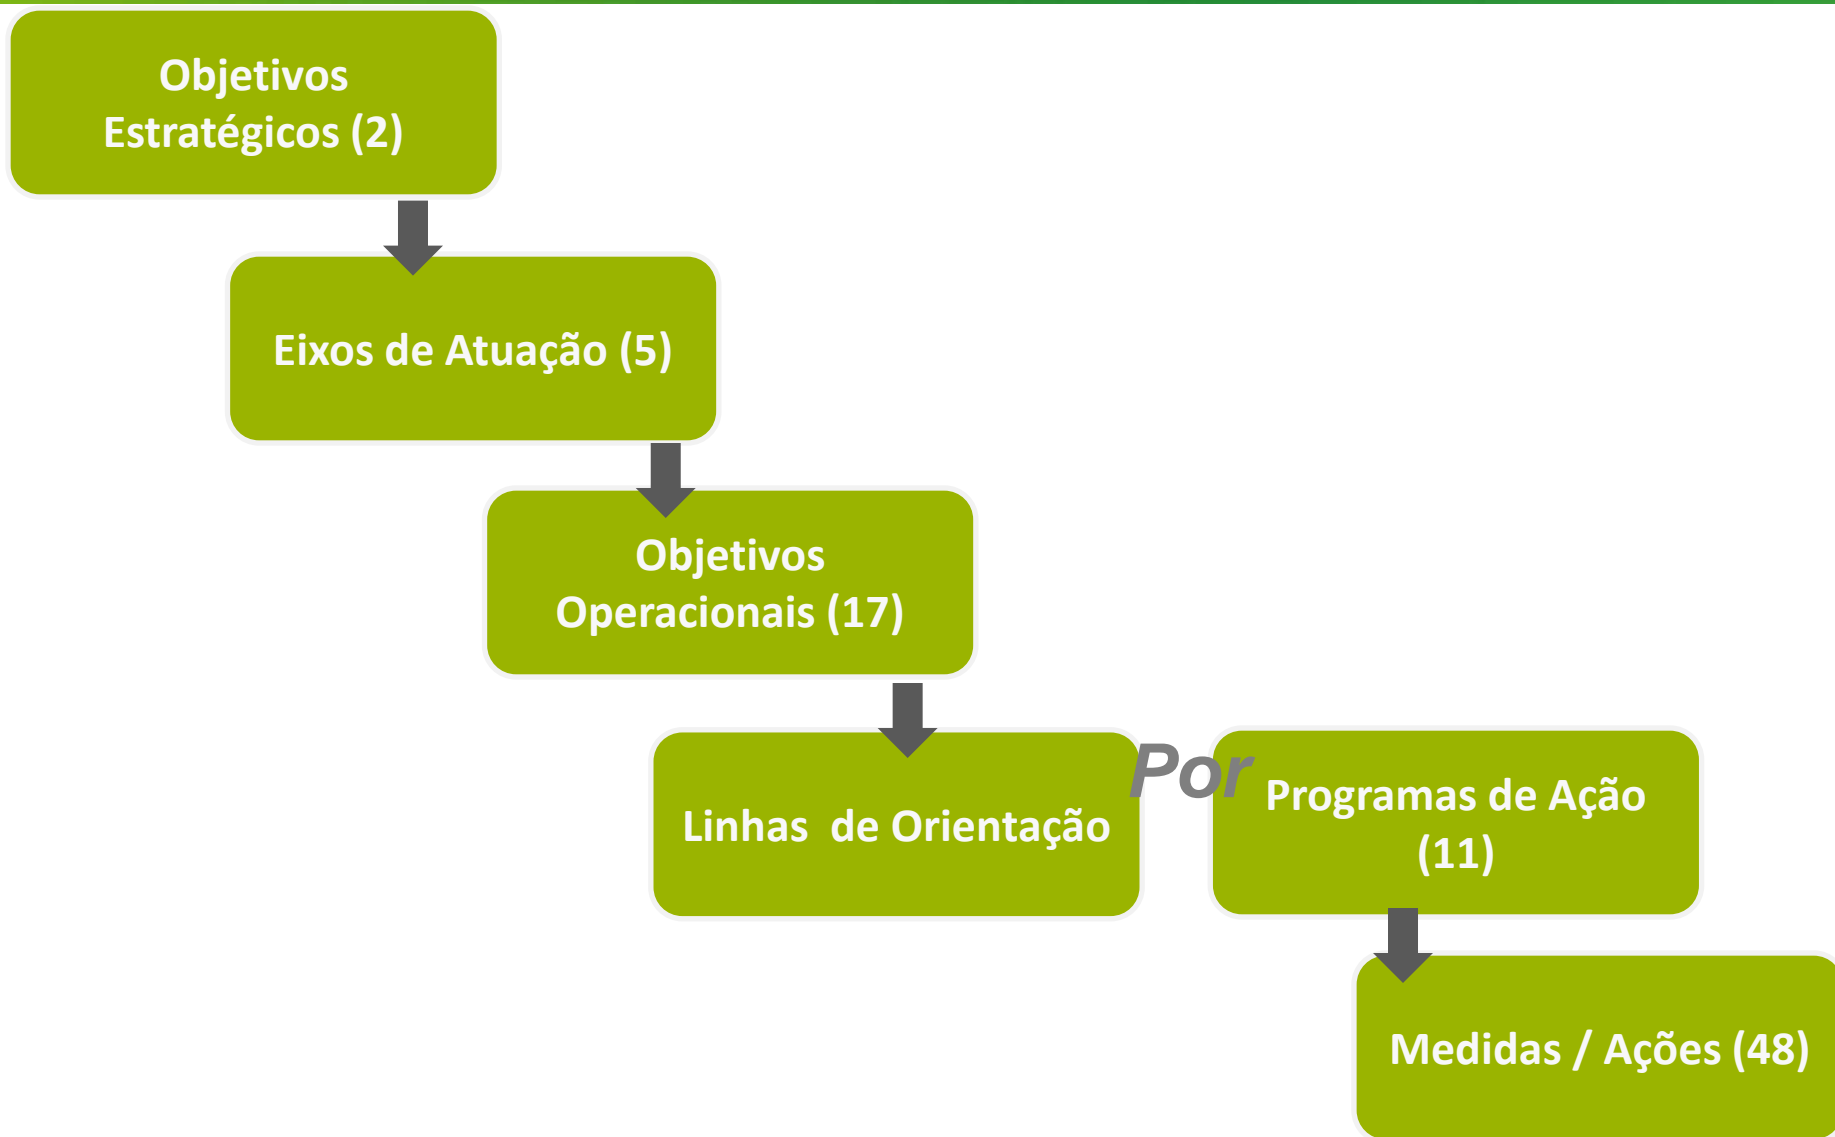 Objetivos
Estratégicos (2)
Eixos de Atuação (5)
Objetivos
Operacionais (17)
Linhas  de Orientação
Por
Programas de Ação
(11)
Medidas / Ações (48)